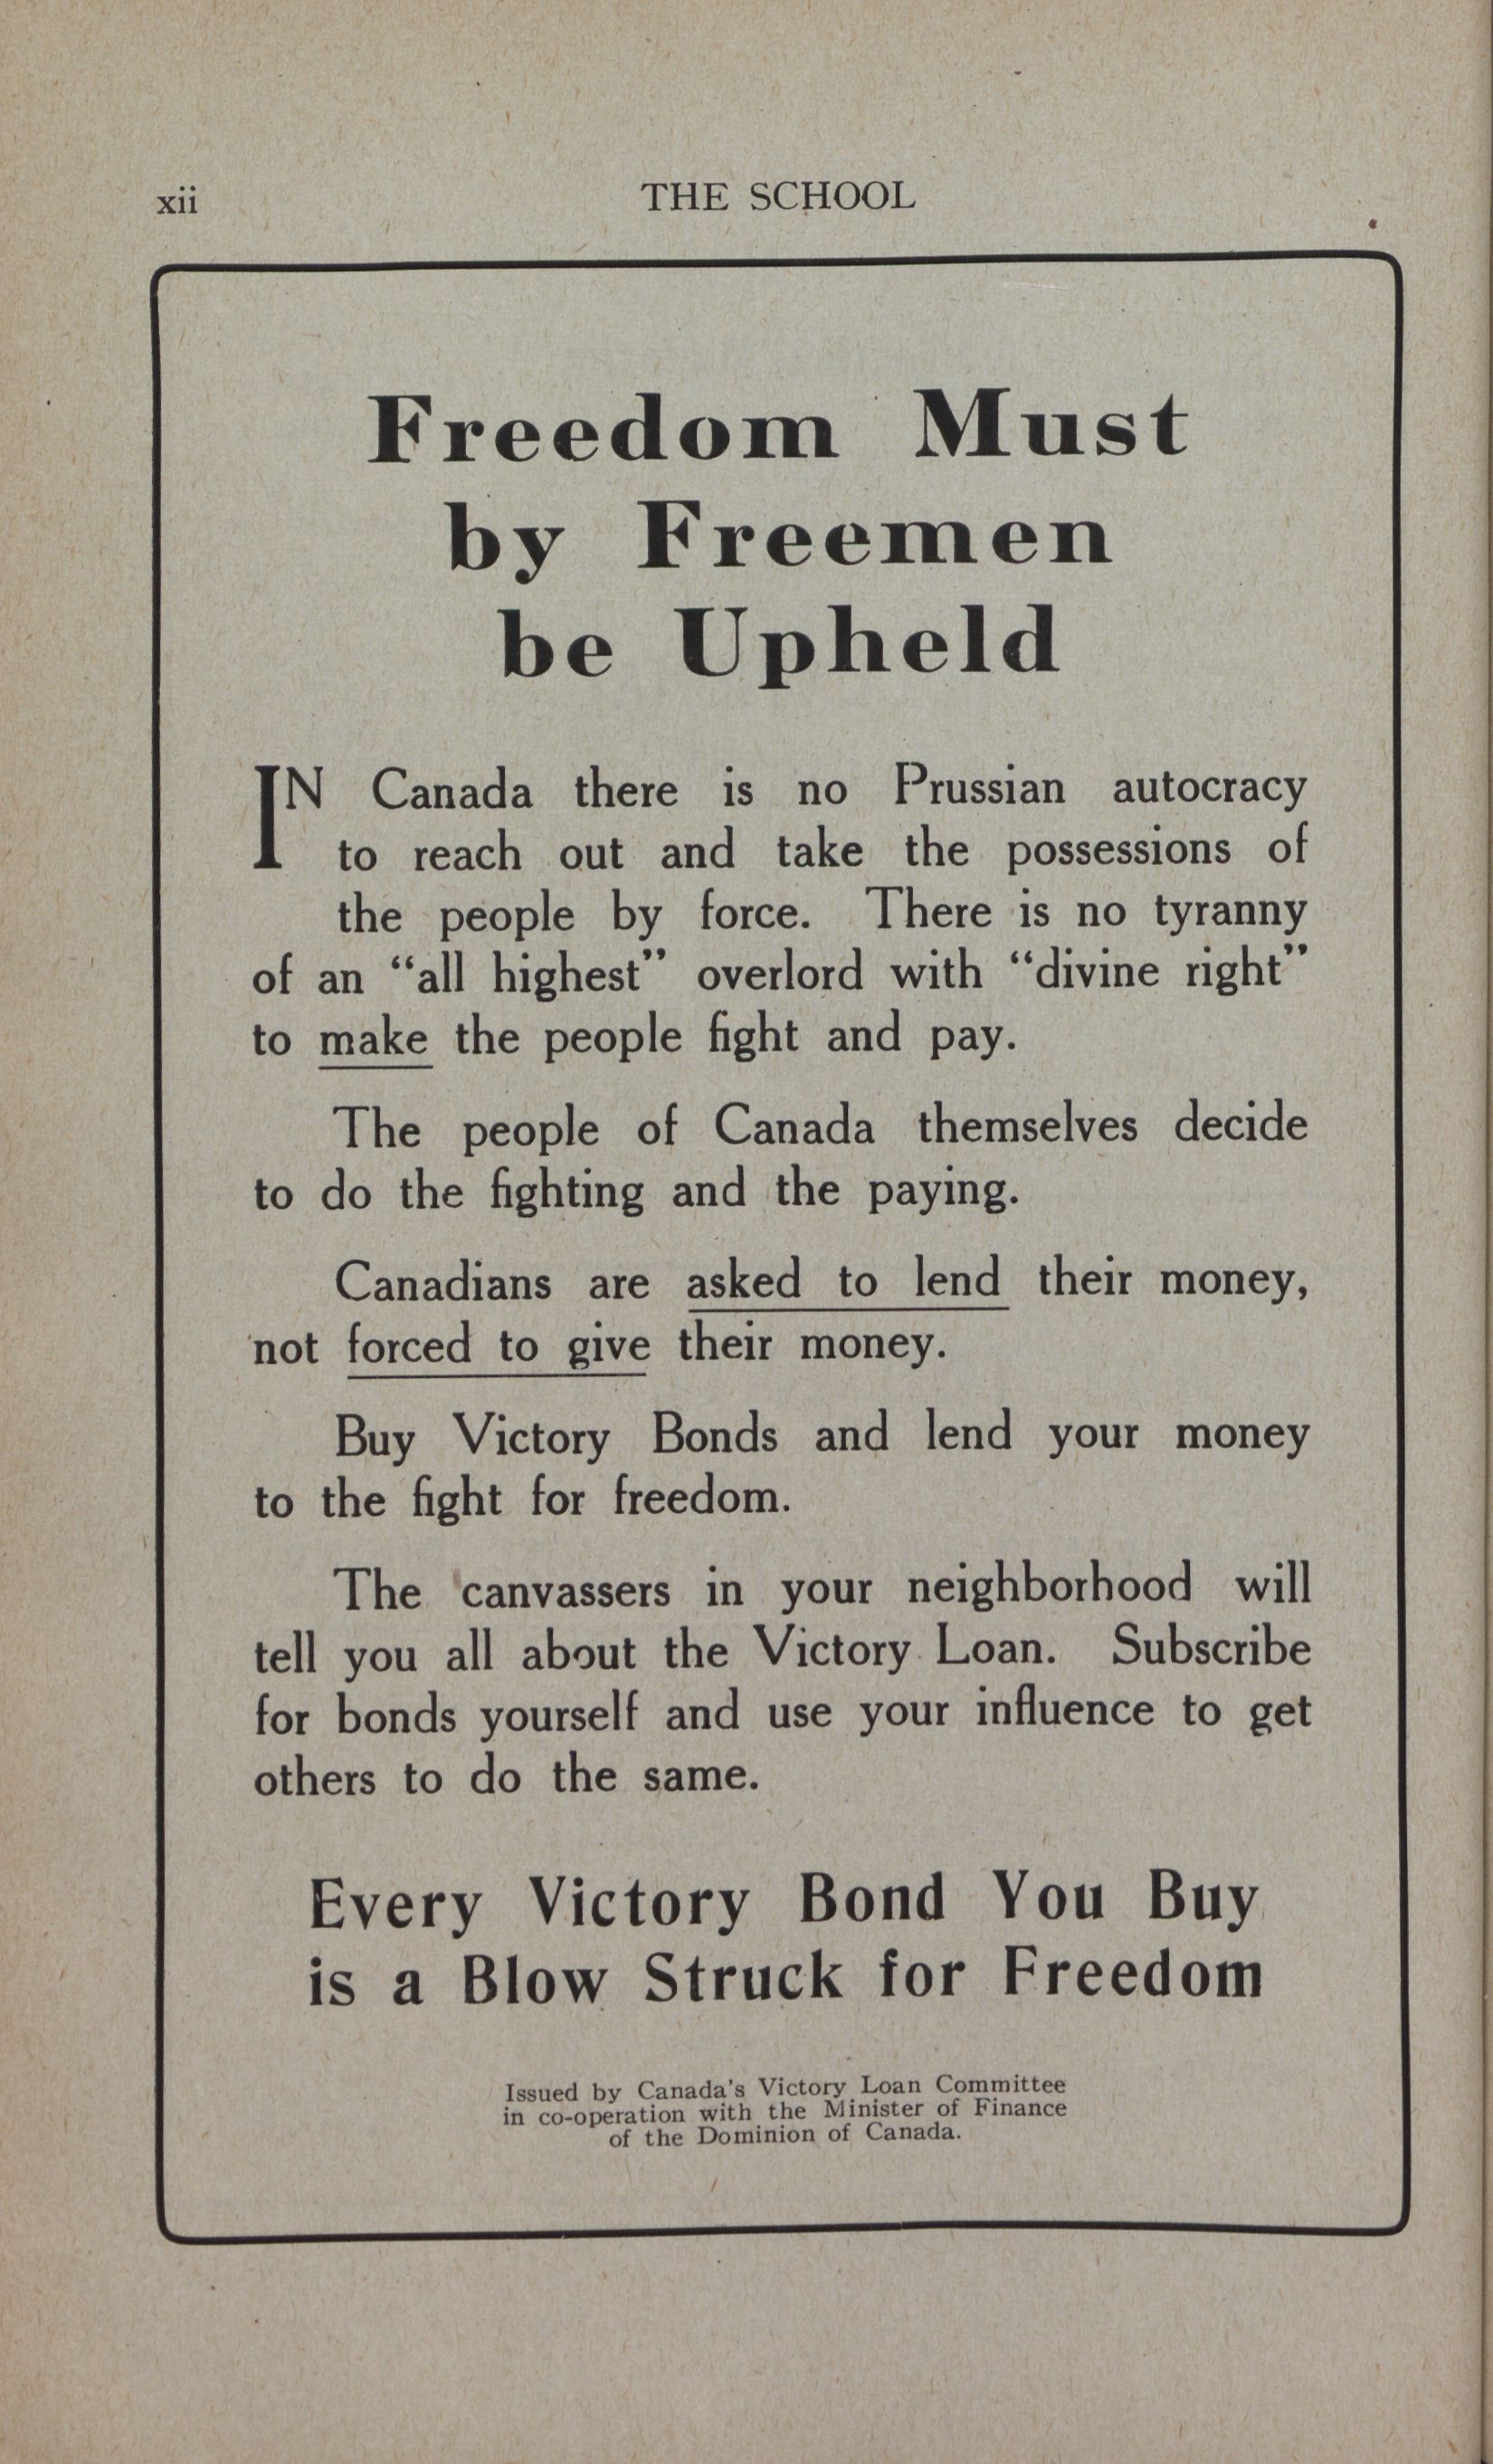 xii
THE SCHOOL
Freedom Must
by Freemen
be Upheld
IN Canada there is no Prussian autocracy
to reach out and take the possessions of
the people by force. There is no tyranny
of an “all highest” overlord with “divine right”
to make the people fight and pay.
The people of Canada themselves decide
to do the fighting and the paying.
Canadians are asked to lend their money,
not forced to give their money.
Buy Victory Bonds and lend your money
to the fight for freedom.
The canvassers in your neighborhood will
tell you all about the Victory Loan. Subscribe
for bonds yourself and use your influence to get
others to do the same.
Every Victory Bond You Buy
is a Blow Struck for Freedom
Issued by Canada's Victory Loan Committee
in co-operation with the Minister of Finance
of the Dominion of Canada.